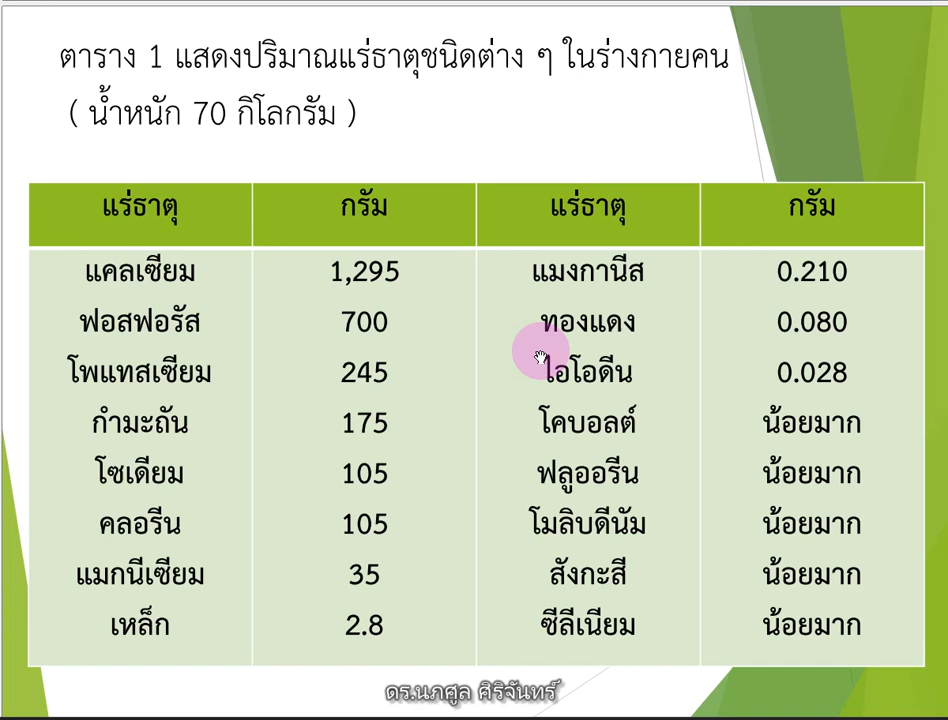 ตาราง 1 แสดงปริมาณแร่ธาตุชนิดต่าง ๆ ในร่างกายคน
( น้ำหนัก 70 กิโลกรัม )
แร่ธาตุ กรัม แร่ธาตุ กรัม
แคลเซียม 1,295 แมงกานีส 0.210
ฟอสฟอรัส 700 ทองแดง 0.080
โพแทสเซียม 245 ไอโอดีน 0.028
กำมะถัน 175 โคบอลต์ น้อยมาก
โซเดียม 105 ฟลูออรีน น้อยมาก
คลอรีน 105 โมลิบดีนัม น้อยมาก
แมกนีเซียม 35 สังกะสี น้อยมาก
เหล็ก 2.8 ซีลีเนียม น้อยมาก
ดร.นภศูล ศิริจันทร์